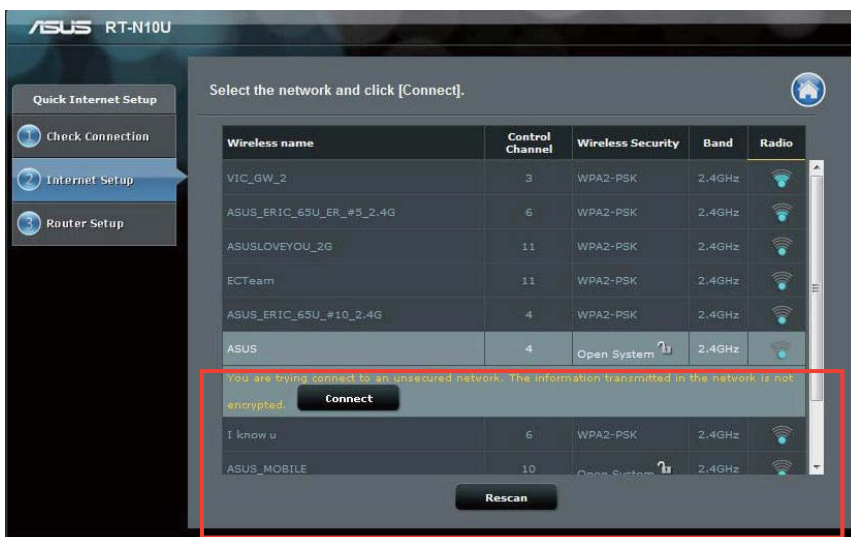 ASUS RT-N10U
Quick Internet Setup
1 Check Connection
2 Internet Setup
3 Router Setup
Select the network and click [Connect].
Wireless name Control Channel Wireless Security Band Radio
VIC_GW_2 3 WPA2-PSK 2.4GHz
ASUS_ERIC_65U_ER_#5_2.4G 6 WPA2-PSK 2.4GHz
ASUSLOVEYOU_2G 11 WPA2-PSK 2.4GHz
ECTeam 11 WPA2-PSK 2.4GHz
ASUS_ERIC_65U_#10_2.4G 4 WPA2-PSK 2.4GHz
ASUS 4 Open System 2.4GHz
You are trying connect to an unsecured network. The information transmitted in the network is not
encrypted. Connect
I know u 6 WPA2-PSK 2.4GHz
ASUS_MOBILE 10 Open System 2.4GHz
Rescan